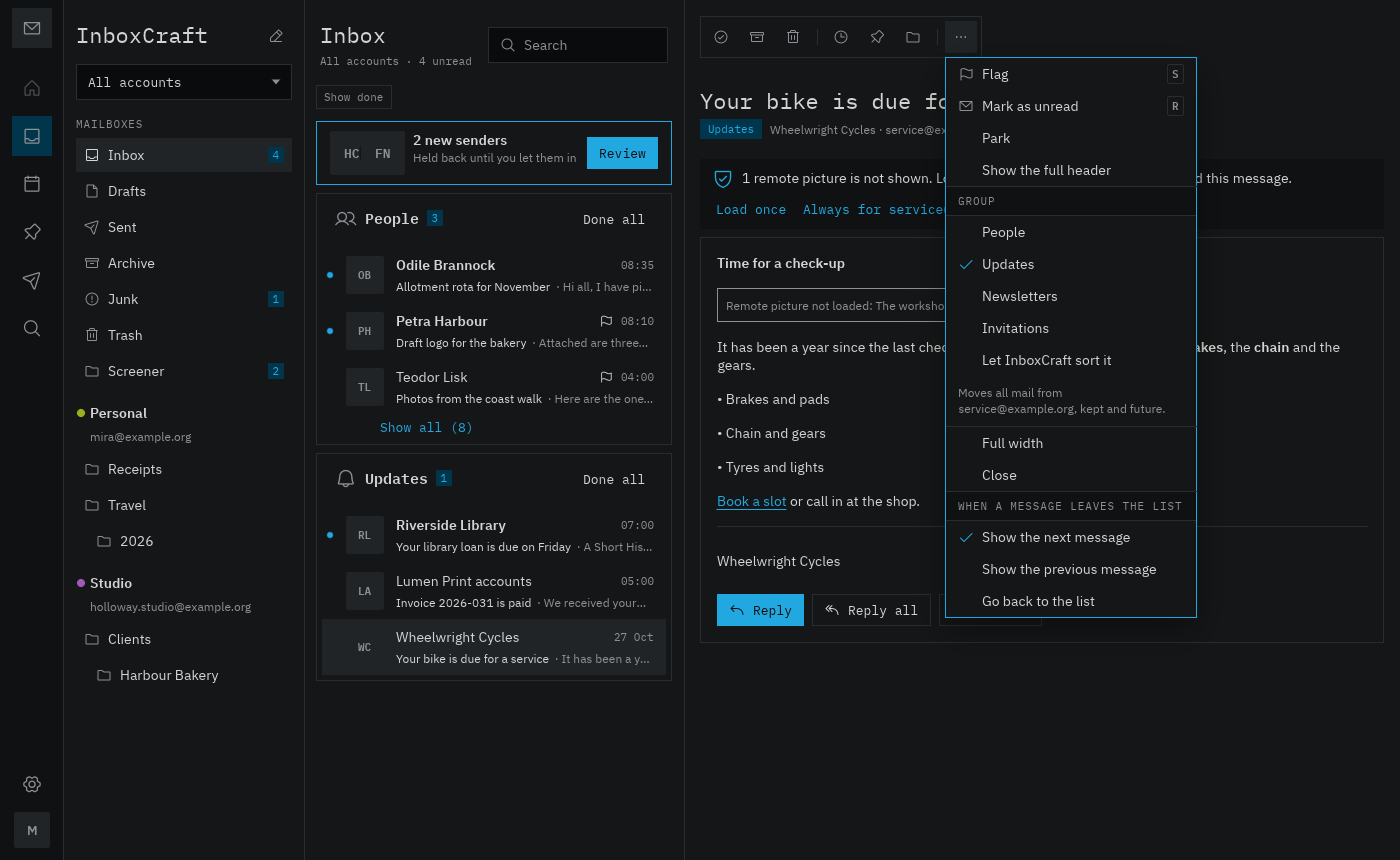 InboxCraft
All accounts
MAILBOXES
Inbox 4
Drafts
Sent
Archive
Junk 1
Trash
Screener 2
Personal
mira@example.org
Receipts
Travel
2026
Studio
holloway.studio@example.org
Clients
Harbour Bakery
M
Inbox
All accounts · 4 unread
Search
Show done
HC FN
2 new senders
Held back until you let them in
Review
People 3
Done all
OB
Odile Brannock 08:35
Allotment rota for November · Hi all, I have pi…
PH
Petra Harbour 08:10
Draft logo for the bakery · Attached are three…
TL
Teodor Lisk 04:00
Photos from the coast walk · Here are the one…
Show all (8)
Updates 1
Done all
RL
Riverside Library 07:00
Your library loan is due on Friday · A Short His…
LA
Lumen Print accounts 05:00
Invoice 2026-031 is paid · We received your…
WC
Wheelwright Cycles 27 Oct
Your bike is due for a service · It has been a y…
Your bike is due fo
Updates Wheelwright Cycles · service@ex
1 remote picture is not shown. Lo
d this message.
Load once Always for service
Time for a check-up
Remote picture not loaded: The worksho
It has been a year since the last chec
akes, the chain and the
gears.
• Brakes and pads
• Chain and gears
• Tyres and lights
Book a slot or call in at the shop.
Wheelwright Cycles
Reply
Reply all
Flag S
Mark as unread R
Park
Show the full header
GROUP
People
Updates
Newsletters
Invitations
Let InboxCraft sort it
Moves all mail from
service@example.org, kept and future.
Full width
Close
WHEN A MESSAGE LEAVES THE LIST
Show the next message
Show the previous message
Go back to the list